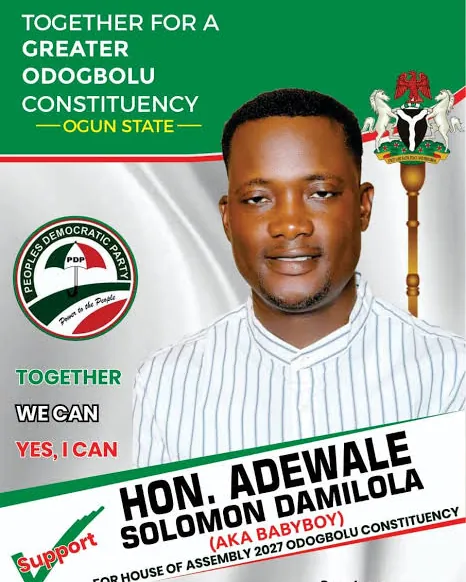 TOGETHER FOR A
GREATER
ODOGBOLU
CONSTITUENCY
OGUN STATE
PEOPLES DEMOCRATIC PARTY
PDP
Power to the People
TOGETHER
WE CAN
YES, I CAN
HON. ADEWALE
SOLOMON DAMILOLA
(AKA BABYBOY)
Support
FOR HOUSE OF ASSEMBLY 2027 ODOGBOLU CONSTITUENCY